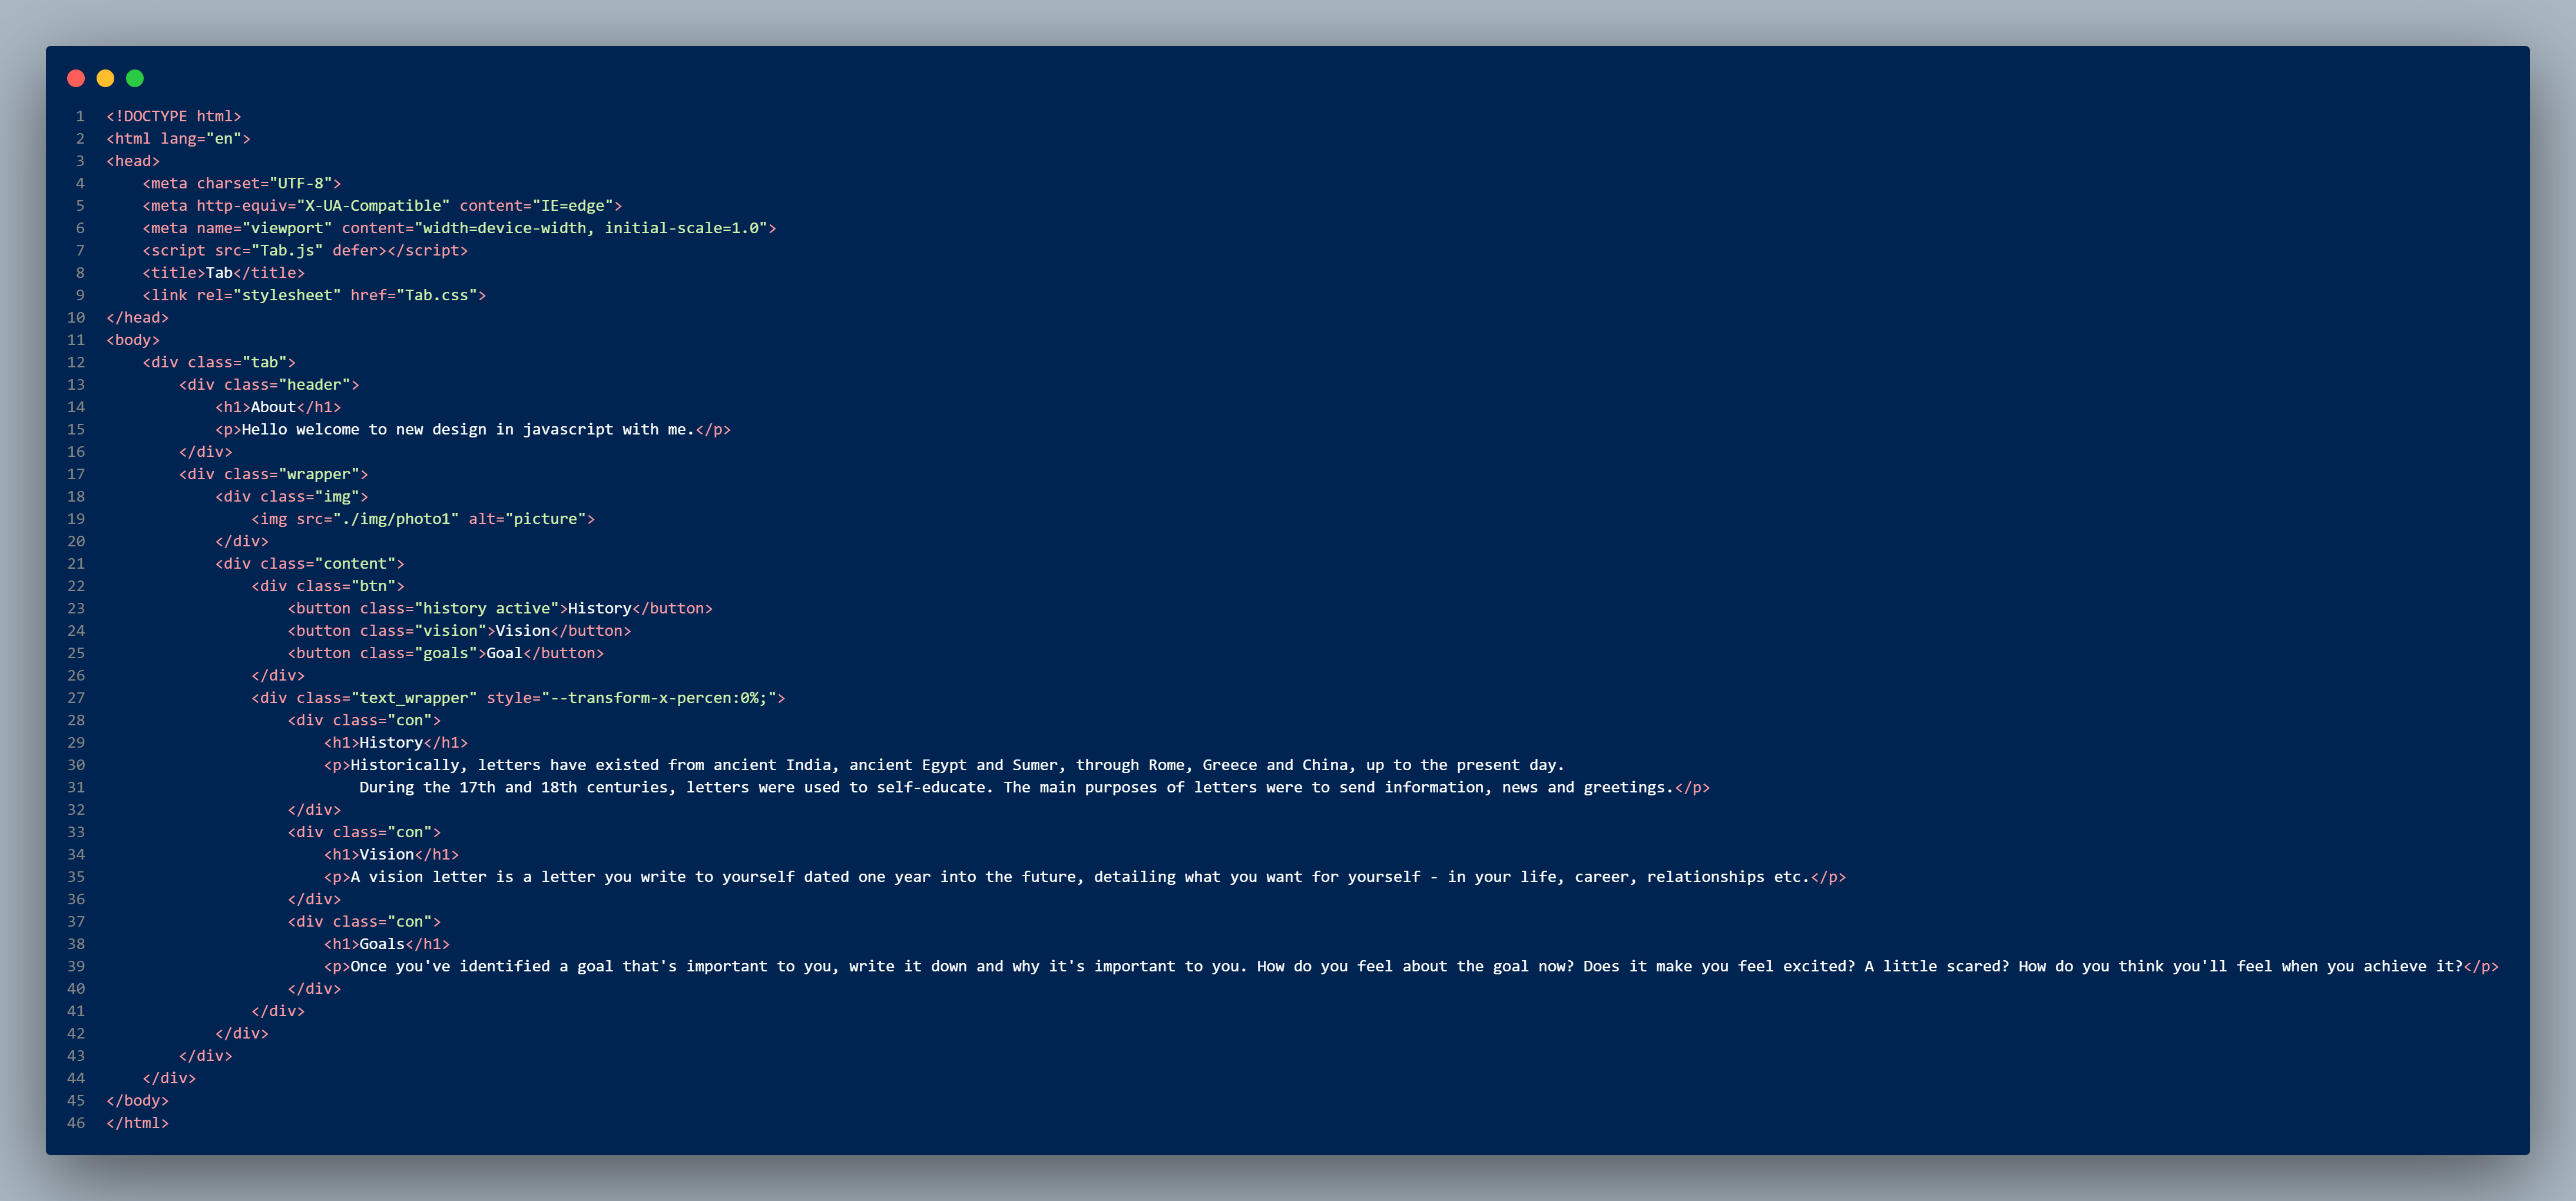 1 <!DOCTYPE html>
2 <html lang="en">
3 <head>
4     <meta charset="UTF-8">
5     <meta http-equiv="X-UA-Compatible" content="IE=edge">
6     <meta name="viewport" content="width=device-width, initial-scale=1.0">
7     <script src="Tab.js" defer></script>
8     <title>Tab</title>
9     <link rel="stylesheet" href="Tab.css">
10 </head>
11 <body>
12     <div class="tab">
13         <div class="header">
14             <h1>About</h1>
15             <p>Hello welcome to new design in javascript with me.</p>
16         </div>
17         <div class="wrapper">
18             <div class="img">
19                 <img src="./img/photo1" alt="picture">
20             </div>
21             <div class="content">
22                 <div class="btn">
23                     <button class="history active">History</button>
24                     <button class="vision">Vision</button>
25                     <button class="goals">Goal</button>
26                 </div>
27                 <div class="text_wrapper" style="--transform-x-percen:0%;">
28                     <div class="con">
29                         <h1>History</h1>
30                         <p>Historically, letters have existed from ancient India, ancient Egypt and Sumer, through Rome, Greece and China, up to the present day.
31                             During the 17th and 18th centuries, letters were used to self-educate. The main purposes of letters were to send information, news and greetings.</p>
32                     </div>
33                     <div class="con">
34                         <h1>Vision</h1>
35                         <p>A vision letter is a letter you write to yourself dated one year into the future, detailing what you want for yourself - in your life, career, relationships etc.</p>
36                     </div>
37                     <div class="con">
38                         <h1>Goals</h1>
39                         <p>Once you've identified a goal that's important to you, write it down and why it's important to you. How do you feel about the goal now? Does it make you feel excited? A little scared? How do you think you'll feel when you achieve it?</p>
40                     </div>
41                 </div>
42             </div>
43         </div>
44     </div>
45 </body>
46 </html>